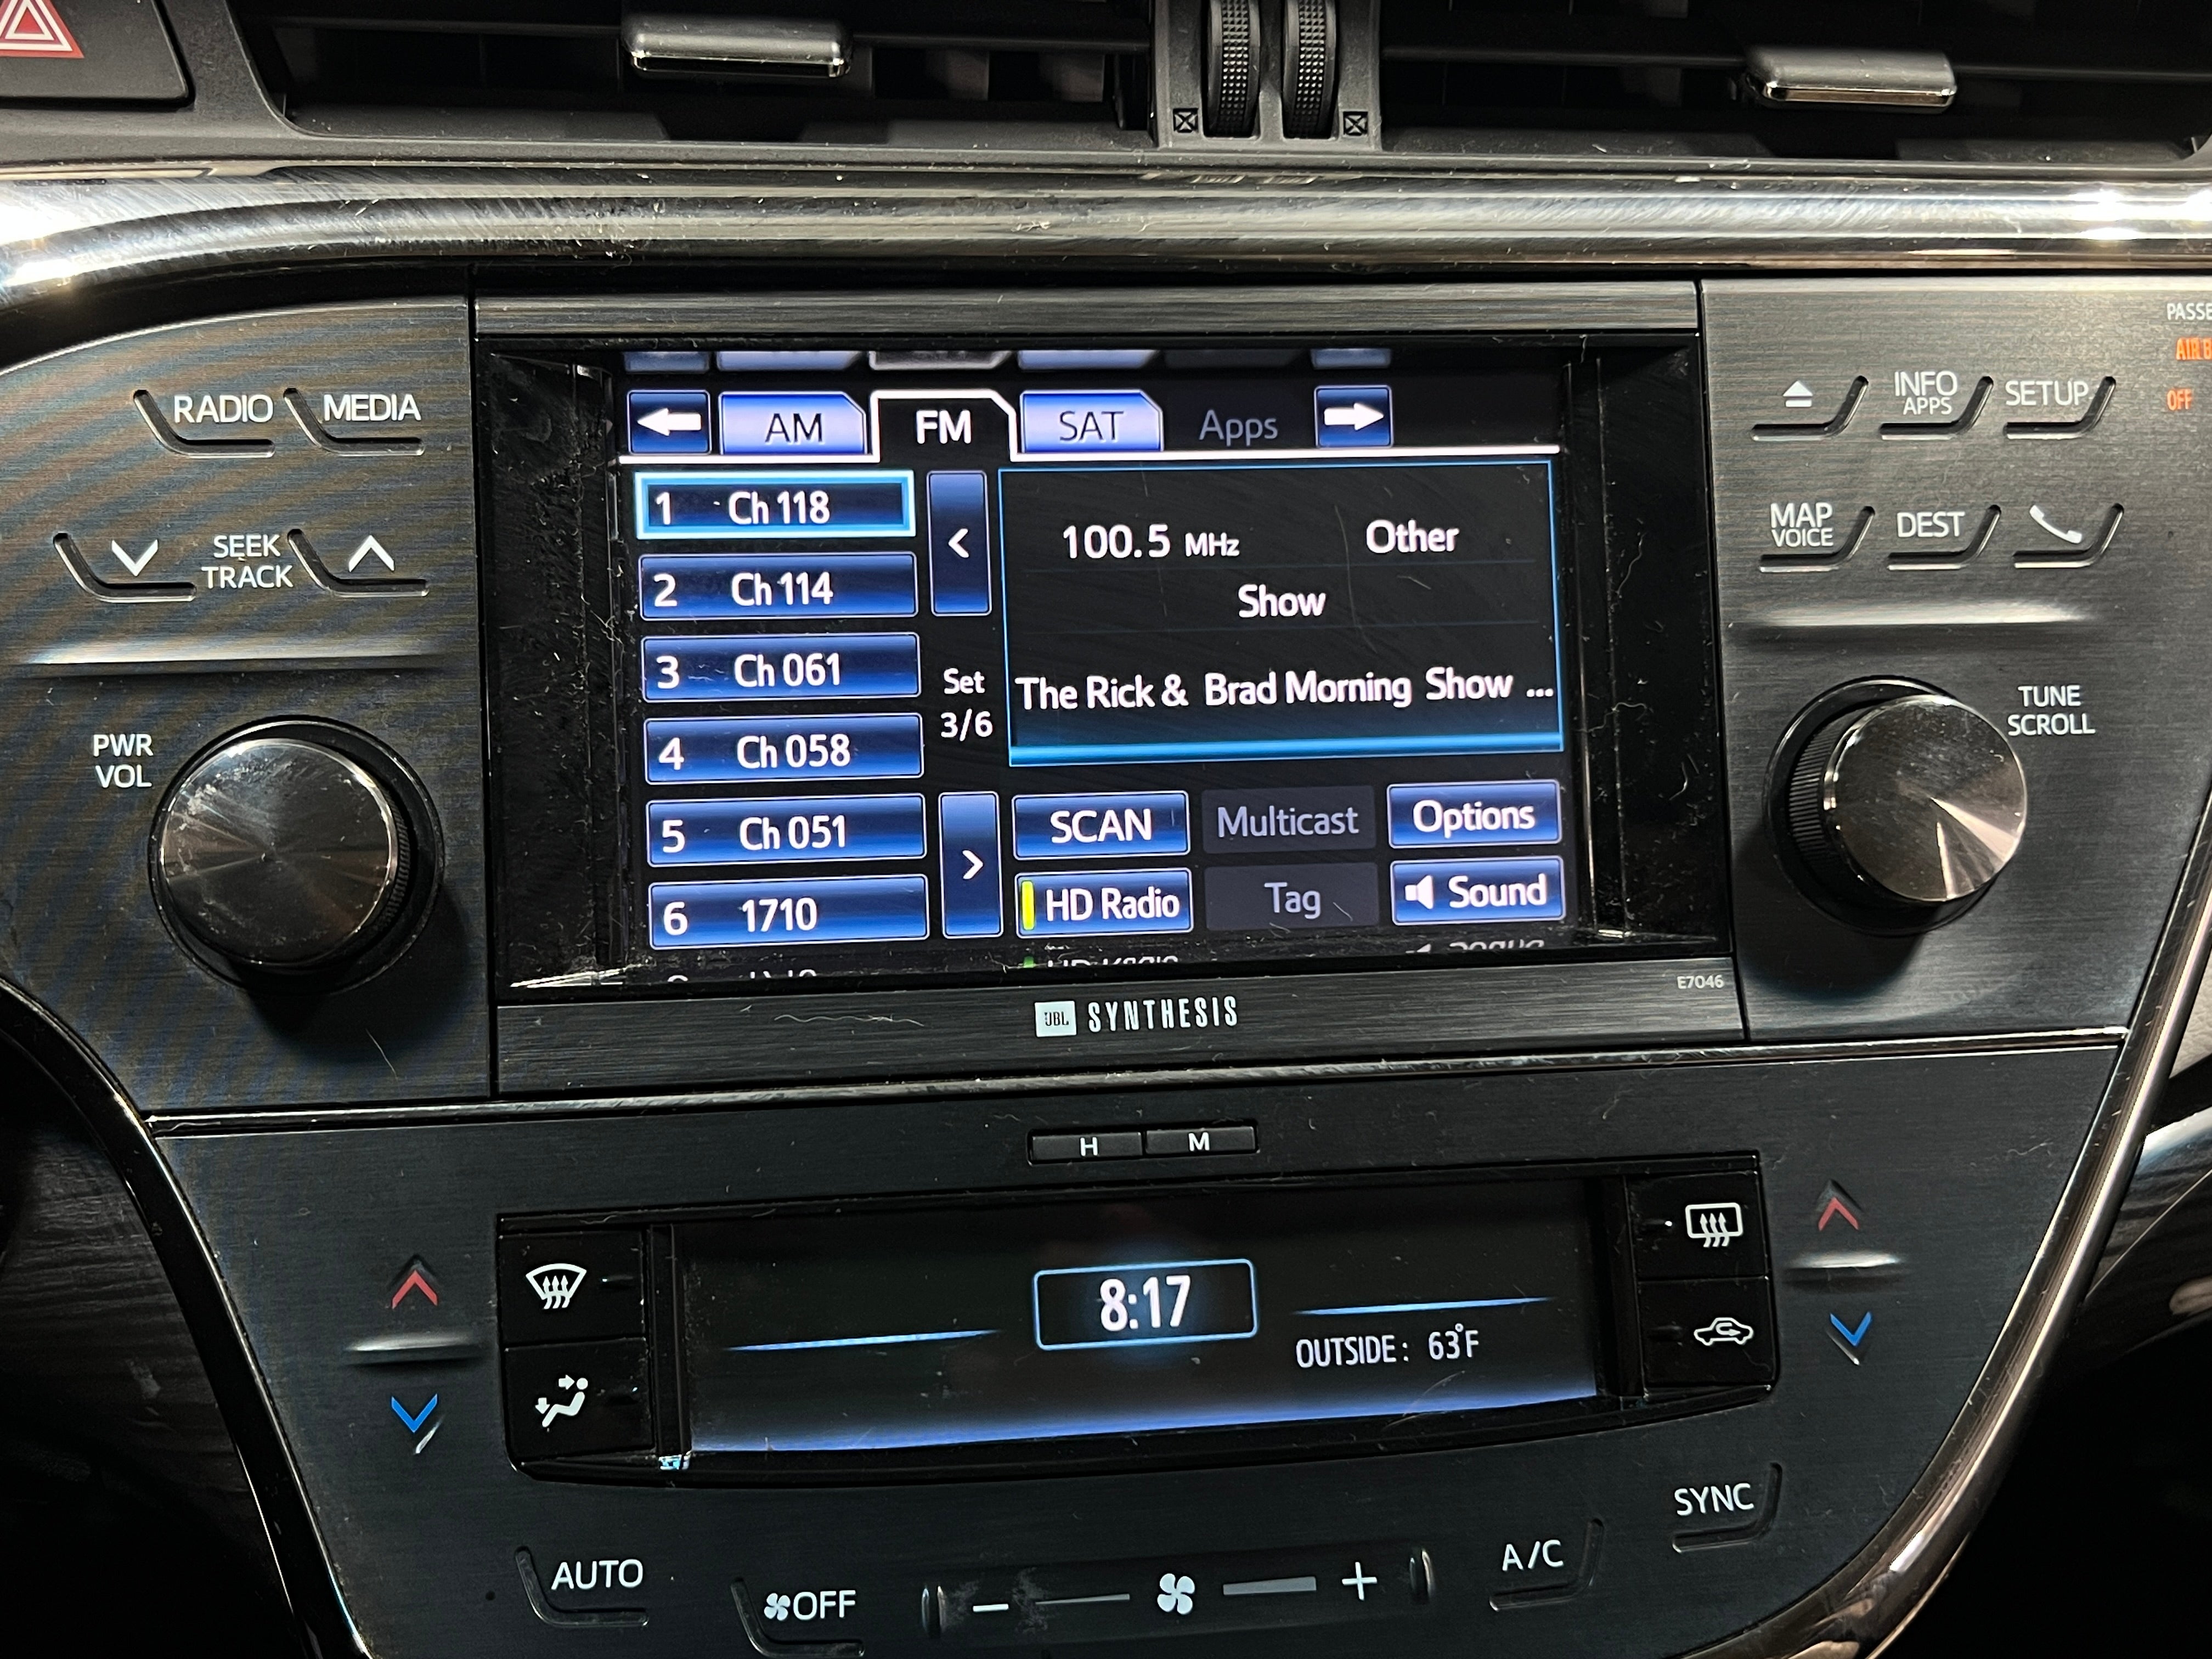 PASSE
AIR B
OFF
RADIO
MEDIA
SEEK
TRACK
PWR
VOL
AM
FM
SAT
Apps
1 Ch 118
2 Ch 114
3 Ch 061
4 Ch 058
5 Ch 051
6 1710
<
Set
3/6
>
100.5 MHz Other
Show
The Rick & Brad Morning Show ...
SCAN
Multicast
Options
HD Radio
Tag
Sound
INFO
APPS
SETUP
MAP
VOICE
DEST
TUNE
SCROLL
E7046
JBL SYNTHESIS
H
M
8:17
OUTSIDE: 63°F
AUTO
OFF
− +
A/C
SYNC